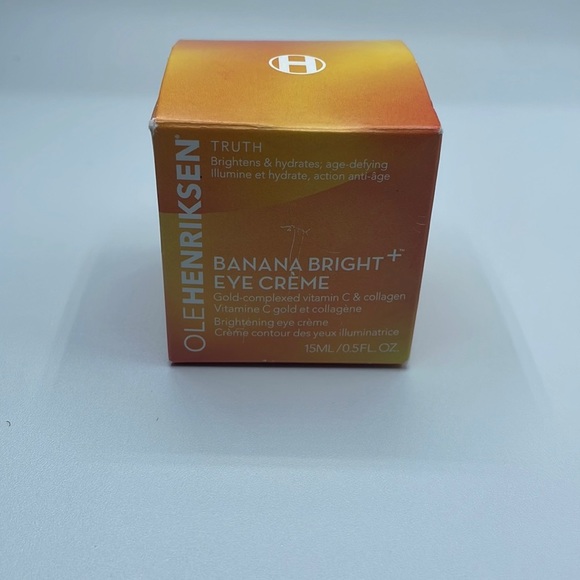 H
OLEHENRIKSEN®
TRUTH
Brightens & hydrates; age-defying
Illumine et hydrate, action anti-âge
BANANA BRIGHT+™
EYE CRÈME
Gold-complexed vitamin C & collagen
Vitamine C gold et collagène
Brightening eye crème
Crème contour des yeux illuminatrice
15ML/0.5FL.OZ.